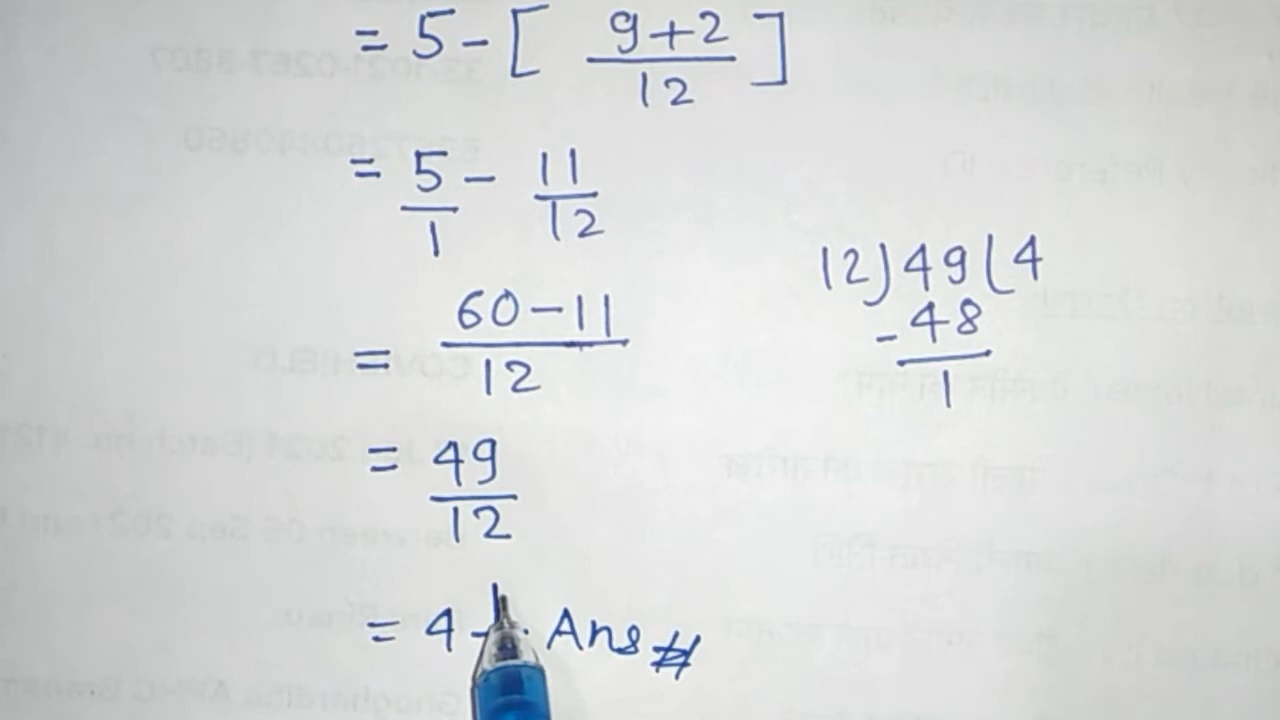 = 5 - [ 9+2 / 12 ]
= 5/1 - 11/12
= 60-11 / 12
= 49/12
= 4 Ans
12)49(4
-48
1